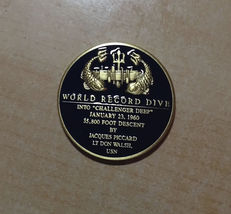 WORLD RECORD DIVE
INTO "CHALLENGER DEEP"
JANUARY 23, 1960
35,800 FOOT DESCENT
BY
JACQUES PICCARD
LT DON WALSH,
USN